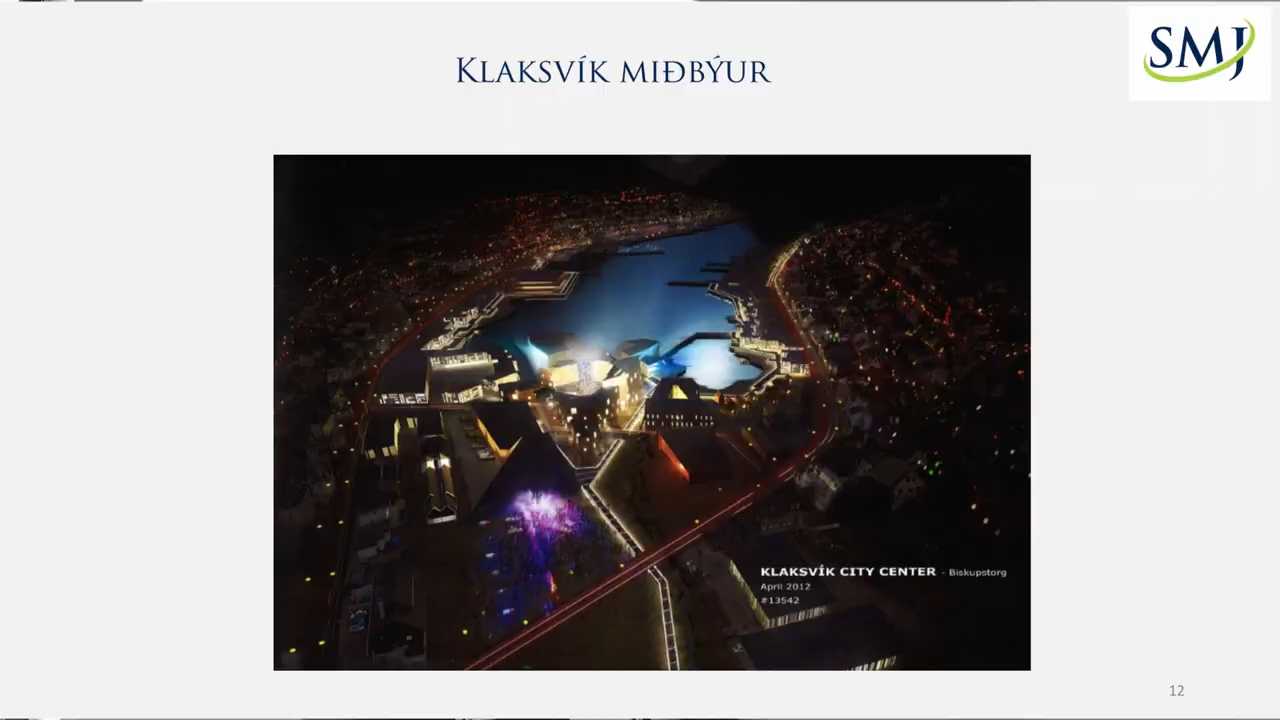 KLAKSVÍK MIÐBÝUR
SMJ
KLAKSVÍK CITY CENTER - Biskupstorg
April 2012
#13542
12